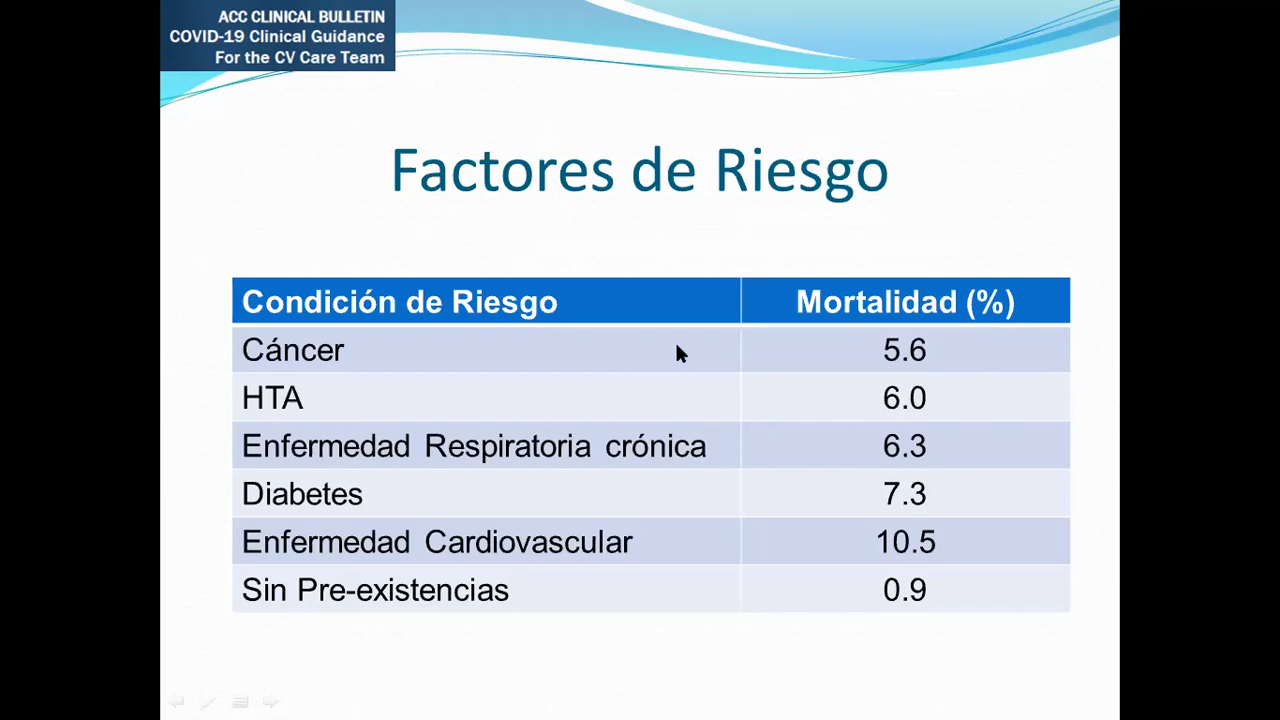 ACC CLINICAL BULLETIN
COVID-19 Clinical Guidance
For the CV Care Team
Factores de Riesgo
Condición de Riesgo Mortalidad (%)
Cáncer 5.6
HTA 6.0
Enfermedad Respiratoria crónica 6.3
Diabetes 7.3
Enfermedad Cardiovascular 10.5
Sin Pre-existencias 0.9